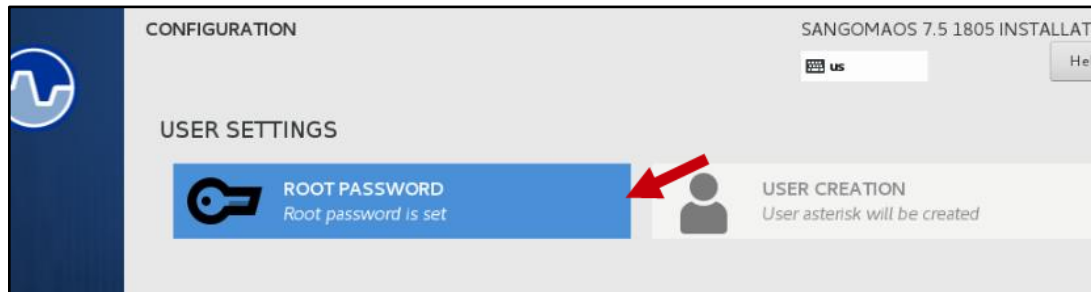 CONFIGURATION
SANGOMAOS 7.5 1805 INSTALLAT
us
He
USER SETTINGS
ROOT PASSWORD
Root password is set
USER CREATION
User asterisk will be created